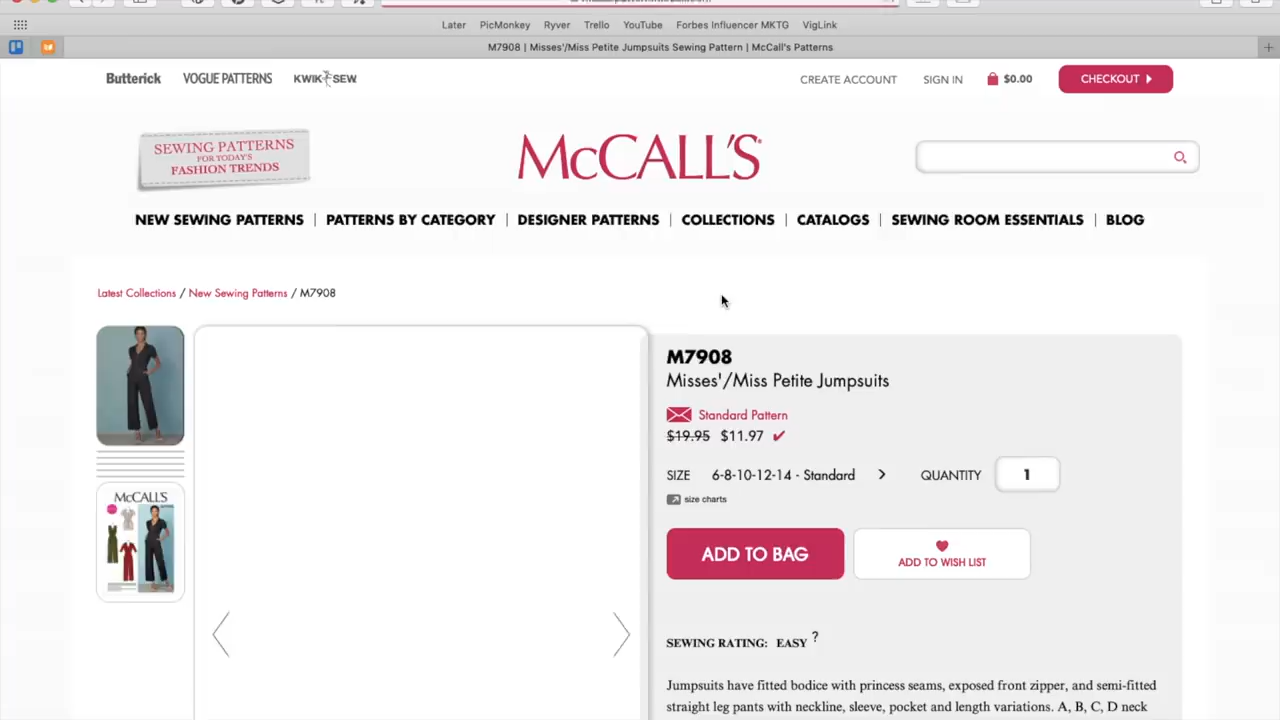 Later PicMonkey Ryver Trello YouTube Forbes Influencer MKTG VigLink
M7908 | Misses'/Miss Petite Jumpsuits Sewing Pattern | McCall's Patterns
Butterick VOGUE PATTERNS KWIK SEW CREATE ACCOUNT SIGN IN $0.00 CHECKOUT
SEWING PATTERNS
FOR TODAY'S
FASHION TRENDS
McCALL'S
NEW SEWING PATTERNS | PATTERNS BY CATEGORY | DESIGNER PATTERNS | COLLECTIONS | CATALOGS | SEWING ROOM ESSENTIALS | BLOG
Latest Collections / New Sewing Patterns / M7908
McCALL'S
M7908
Misses'/Miss Petite Jumpsuits
Standard Pattern
$19.95 $11.97
SIZE 6-8-10-12-14 - Standard > QUANTITY 1
size charts
ADD TO BAG
ADD TO WISH LIST
SEWING RATING: EASY ?
Jumpsuits have fitted bodice with princess seams, exposed front zipper, and semi-fitted
straight leg pants with neckline, sleeve, pocket and length variations. A, B, C, D neck